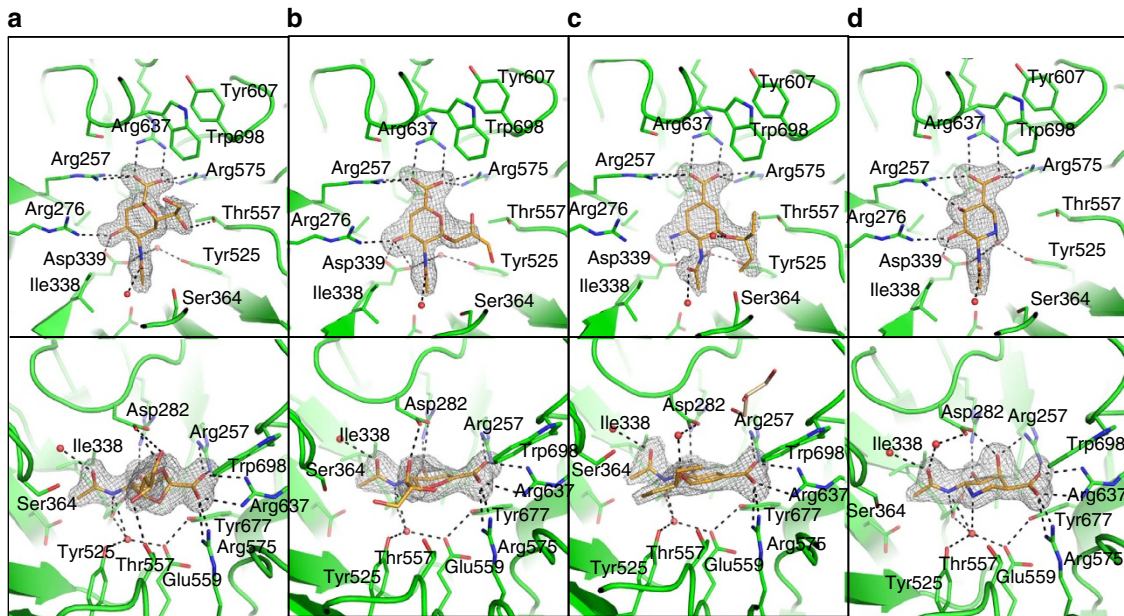 a
b
c
d
Tyr607
Arg637
Trp698
Arg257
Arg575
Arg276
Thr557
Asp339
Tyr525
Ile338
Ser364
Tyr607
Arg637
Trp698
Arg257
Arg575
Arg276
Thr557
Asp339
Tyr525
Ile338
Ser364
Tyr607
Arg637
Trp698
Arg257
Arg575
Arg276
Thr557
Asp339
Tyr525
Ile338
Ser364
Tyr607
Arg637
Trp698
Arg257
Arg575
Arg276
Thr557
Asp339
Tyr525
Ile338
Ser364
Asp282
Ile338
Arg257
Trp698
Ser364
Arg637
Tyr677
Tyr525
Thr557
Arg575
Glu559
Asp282
Ile338
Arg257
Trp698
Ser364
Arg637
Tyr677
Thr557
Arg575
Tyr525
Glu559
Asp282
Ile338
Arg257
Trp698
Ser364
Arg637
Tyr677
Thr557
Arg575
Tyr525
Glu559
Asp282
Arg257
Ile338
Trp698
Ser364
Arg637
Tyr677
Thr557
Arg575
Tyr525
Glu559